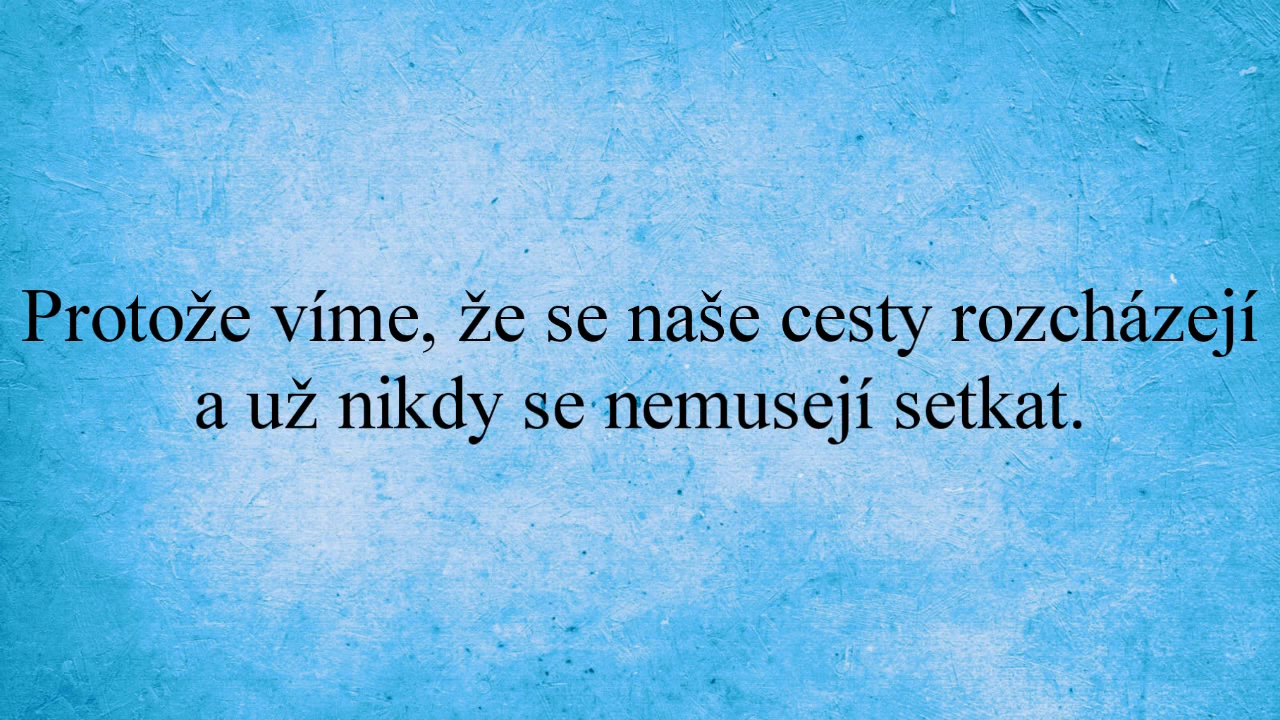 Protože víme, že se naše cesty rozcházejí
a už nikdy se nemusejí setkat.